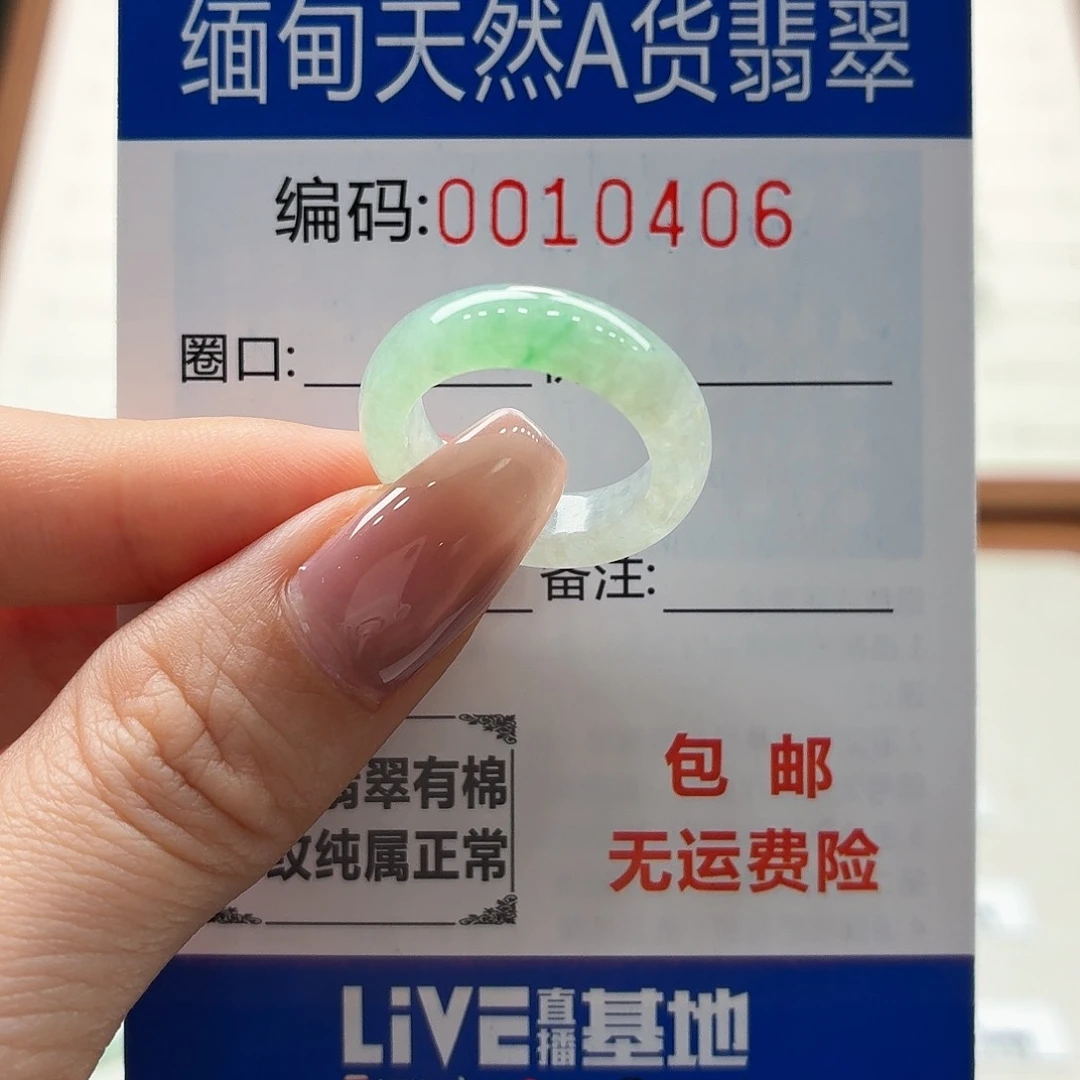 缅甸天然A货翡翠
编码:0010406
圈口:
备注:
翠有棉
纹纯属正常
包邮
无运费险
LiVE直播基地